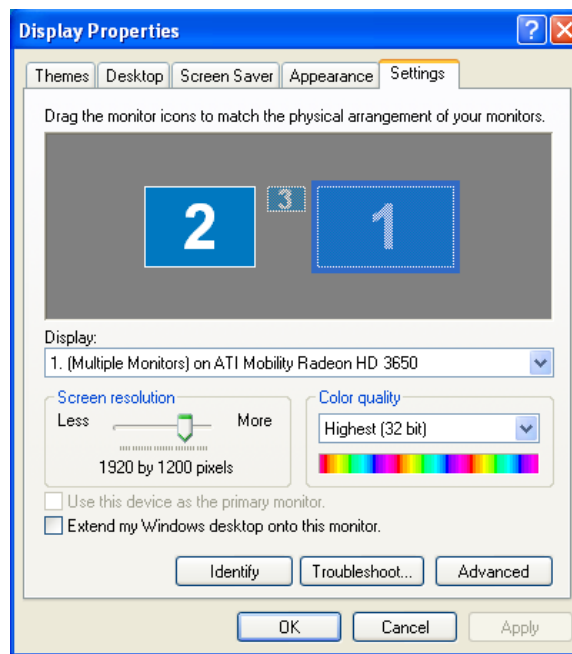 Display Properties
Themes Desktop Screen Saver Appearance Settings
Drag the monitor icons to match the physical arrangement of your monitors.
2 3 1
Display:
1. (Multiple Monitors) on ATI Mobility Radeon HD 3650
Screen resolution
Less More
1920 by 1200 pixels
Color quality
Highest (32 bit)
Use this device as the primary monitor.
Extend my Windows desktop onto this monitor.
Identify Troubleshoot... Advanced
OK Cancel Apply